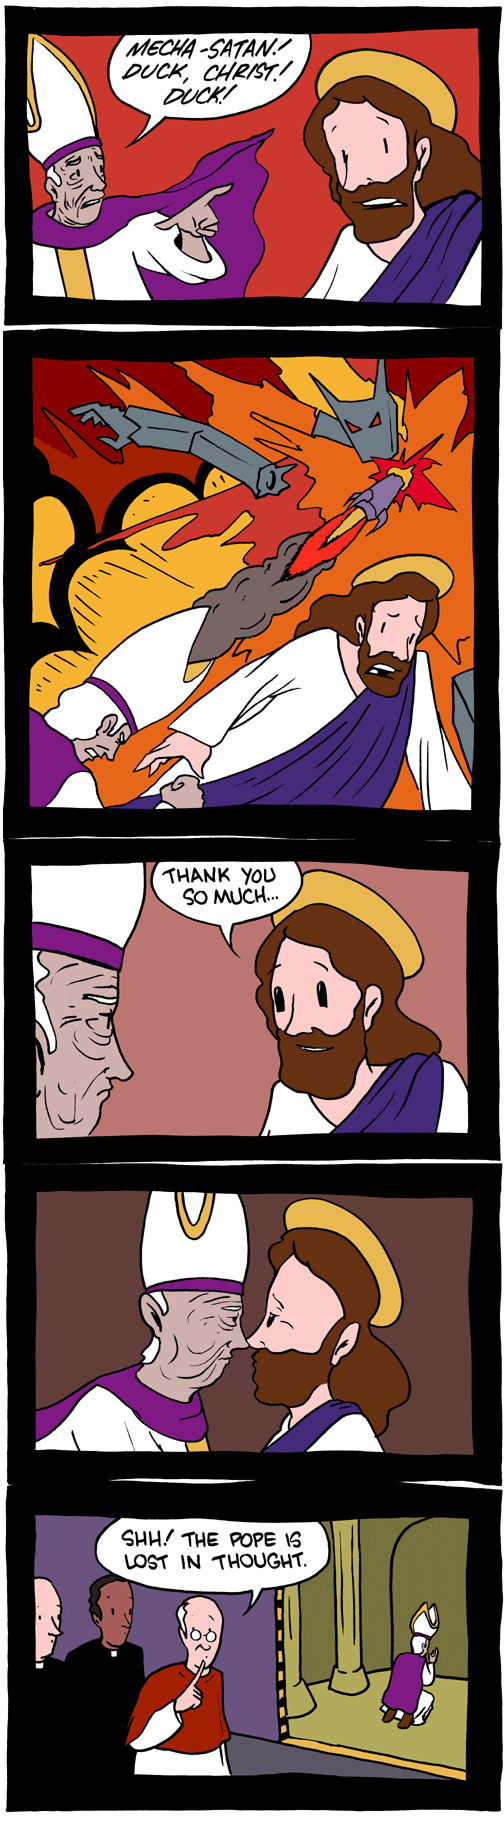 MECHA-SATAN!
DUCK, CHRIST!
DUCK!
THANK YOU
SO MUCH...
SHH! THE POPE IS
LOST IN THOUGHT.